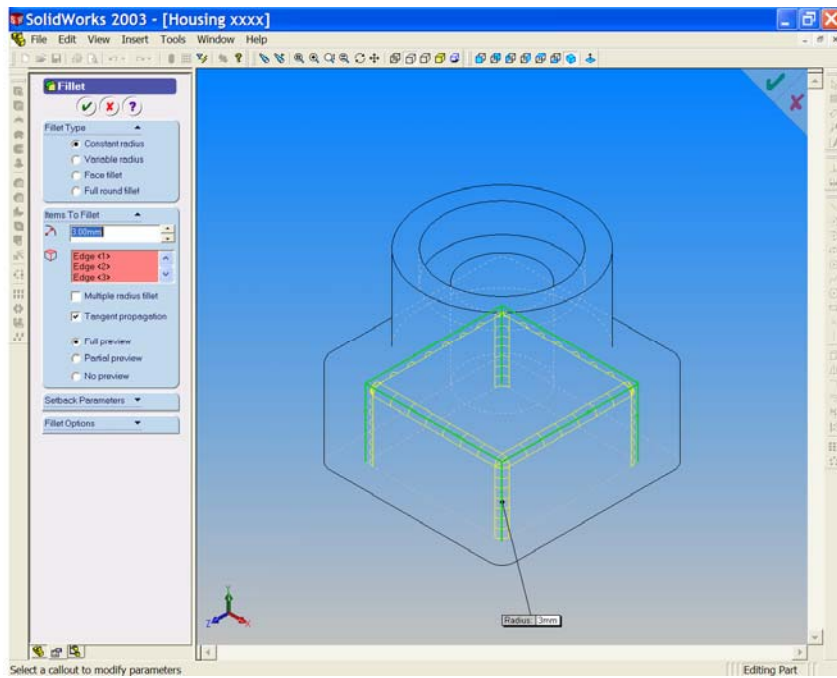 SolidWorks 2003 - [Housing xxxx]
File Edit View Insert Tools Window Help
Fillet
Fillet Type
Constant radius
Variable radius
Face fillet
Full round fillet
Items To Fillet
3.00mm
Edge <1>
Edge <2>
Edge <3>
Multiple radius fillet
Tangent propagation
Full preview
Partial preview
No preview
Setback Parameters
Fillet Options
Y
Z
X
Radius: 3mm
Select a callout to modify parameters
Editing Part